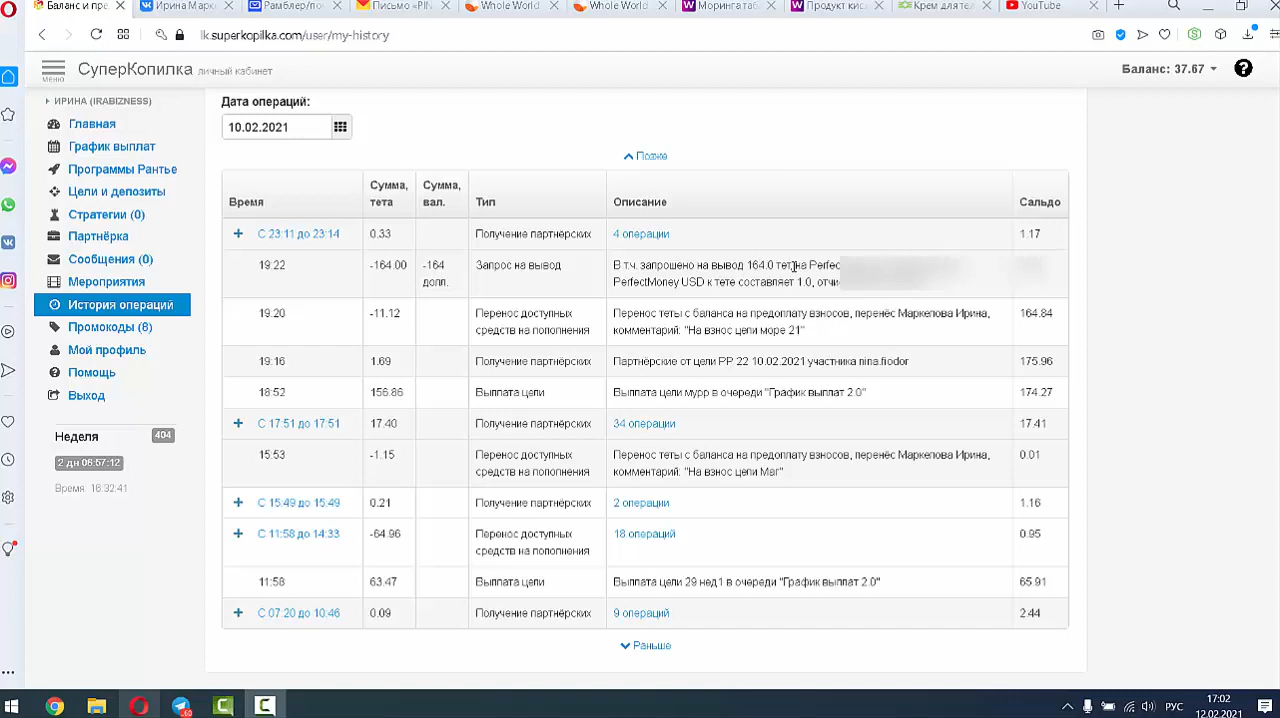 Баланс и пре
Ирина Марк
Рамблер/поч
Письмо «PIN
Whole World
Whole World
Моринга таб
Продукт кис
Крем для тел
YouTube
lk.superkopilka.com/user/my-history
МЕНЮ
СуперКопилка личный кабинет
Баланс: 37.67
ИРИНА (IRABIZNESS)
Главная
График выплат
Программы Рантье
Цели и депозиты
Стратегии (0)
Партнёрка
Сообщения (0)
Мероприятия
История операций
Промокоды (8)
Мой профиль
Помощь
Выход
Неделя 404
2 дн 06:57:12
Время: 16:32:41
Дата операций:
10.02.2021
Позже
Время Сумма, тета Сумма, вал. Тип Описание Сальдо
С 23:11 до 23:14 0.33 Получение партнёрских 4 операции 1.17
19:22 -164.00 -164 долл. Запрос на вывод В т.ч. запрошено на вывод 164.0 тет на Perfec
PerfectMoney USD к тете составляет 1.0, отчи
19:20 -11.12 Перенос доступных средств на пополнения Перенос теты с баланса на предоплату взносов, перенёс Маркелова Ирина,
комментарий: "На взнос цели море 21" 164.84
19:16 1.69 Получение партнёрских Партнёрские от цели РР 22 10.02.2021 участника nina.fiodor 175.96
18:52 156.86 Выплата цели Выплата цели мурр в очереди "График выплат 2.0" 174.27
С 17:51 до 17:51 17.40 Получение партнёрских 34 операции 17.41
15:53 -1.15 Перенос доступных средств на пополнения Перенос теты с баланса на предоплату взносов, перенёс Маркелова Ирина,
комментарий: "На взнос цели Маг" 0.01
С 15:49 до 15:49 0.21 Получение партнёрских 2 операции 1.16
С 11:58 до 14:33 -64.96 Перенос доступных средств на пополнения 18 операций 0.95
11:58 63.47 Выплата цели Выплата цели 29 нед1 в очереди "График выплат 2.0" 65.91
С 07:20 до 10:46 0.09 Получение партнёрских 9 операций 2.44
Раньше
РУС
17:02
12.02.2021